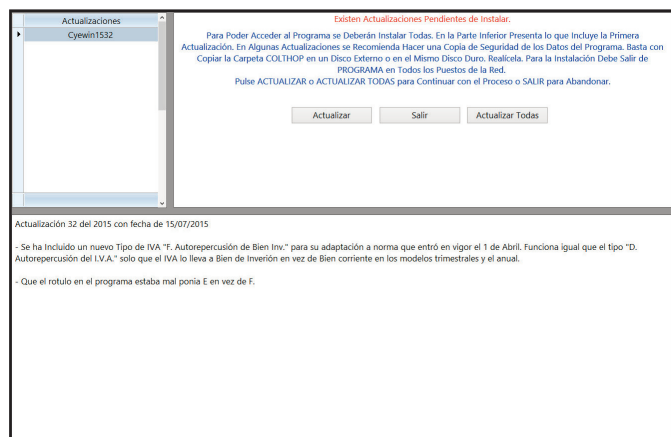 Actualizaciones
Cyewin1532
Existen Actualizaciones Pendientes de Instalar.
Para Poder Acceder al Programa se Deberán Instalar Todas. En la Parte Inferior Presenta lo que Incluye la Primera
Actualización. En Algunas Actualizaciones se Recomienda Hacer una Copia de Seguridad de los Datos del Programa. Basta con
Copiar la Carpeta COLTHOP en un Disco Externo o en el Mismo Disco Duro. Realícela. Para la Instalación Debe Salir de
PROGRAMA en Todos los Puestos de la Red.
Pulse ACTUALIZAR o ACTUALIZAR TODAS para Continuar con el Proceso o SALIR para Abandonar.
Actualizar Salir Actualizar Todas
Actualización 32 del 2015 con fecha de 15/07/2015
- Se ha Incluido un nuevo Tipo de IVA "F. Autorepercusión de Bien Inv." para su adaptación a norma que entró en vigor el 1 de Abril. Funciona igual que el tipo "D.
Autorepercusión del I.V.A." solo que el IVA lo lleva a Bien de Inverión en vez de Bien corriente en los modelos trimestrales y el anual.
- Que el rotulo en el programa estaba mal ponia E en vez de F.